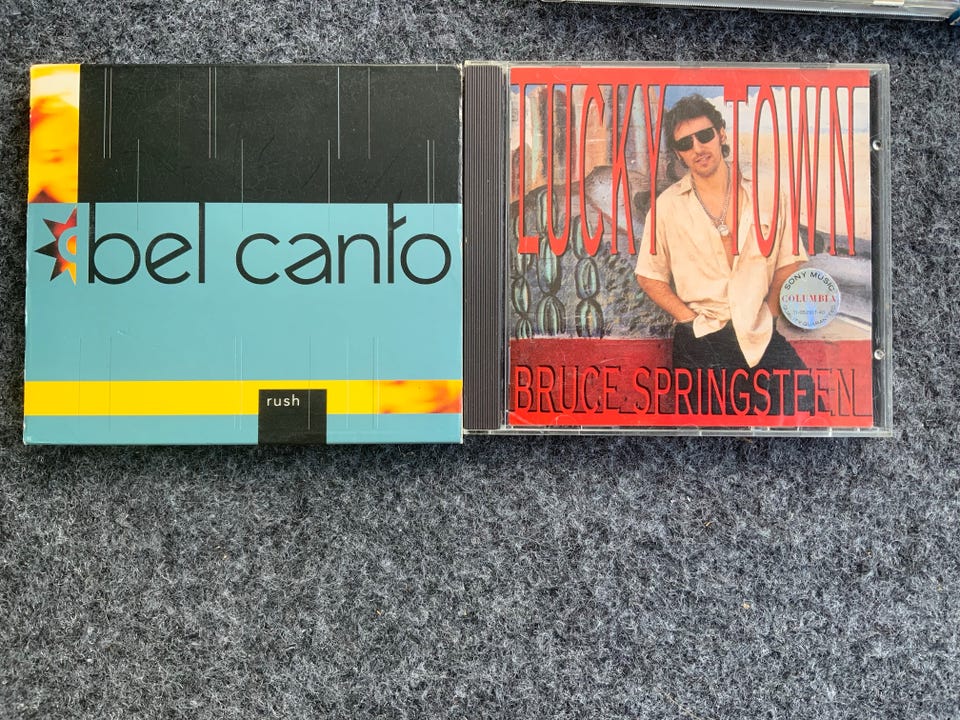 bel canto
rush
LUCKY TOWN
SONY MUSIC
COLUMBIA
BRUCE SPRINGSTEEN